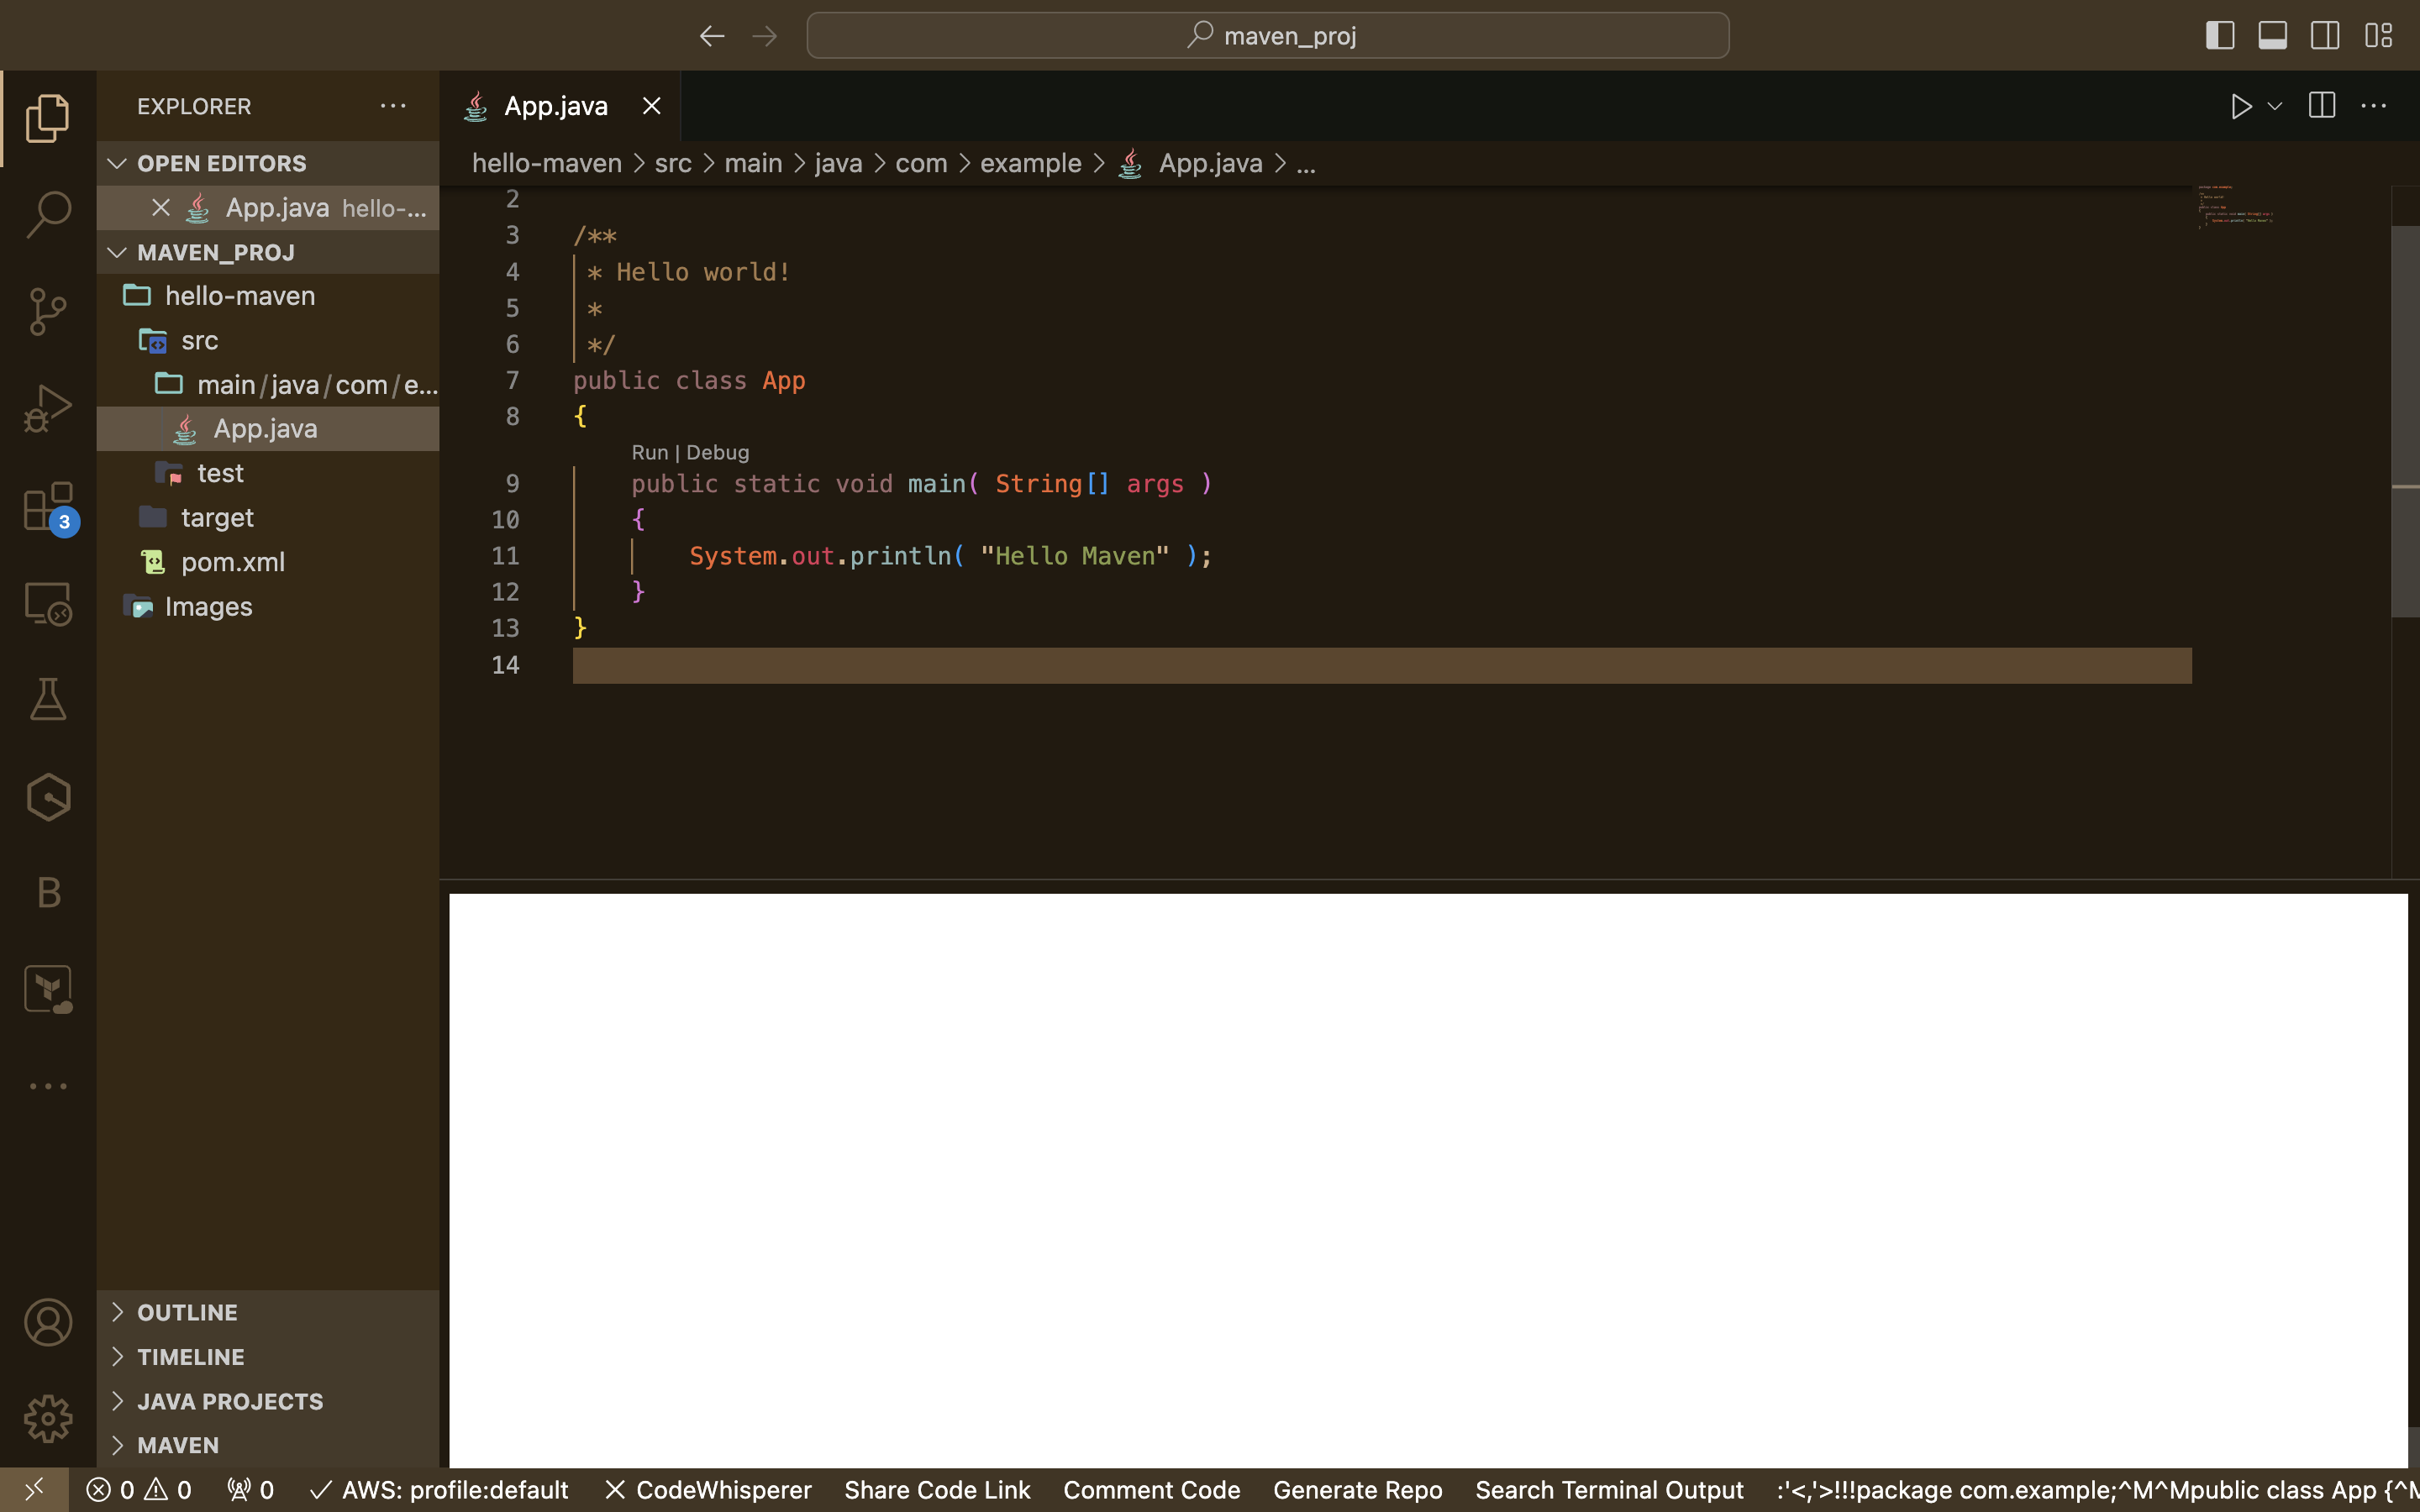 maven_proj
EXPLORER
App.java
OPEN EDITORS
App.java hello-...
MAVEN_PROJ
hello-maven
src
main/java/com/e...
App.java
test
target
pom.xml
Images
OUTLINE
TIMELINE
JAVA PROJECTS
MAVEN
3
B
hello-maven > src > main > java > com > example > App.java > ...
2
3 /**
4 * Hello world!
5 *
6 */
7 public class App
8 {
Run | Debug
9 public static void main( String[] args )
10 {
11 System.out.println( "Hello Maven" );
12 }
13 }
14
0 0 0 AWS: profile:default CodeWhisperer Share Code Link Comment Code Generate Repo Search Terminal Output :'<,'>!!!package com.example;^M^Mpublic class App {^M